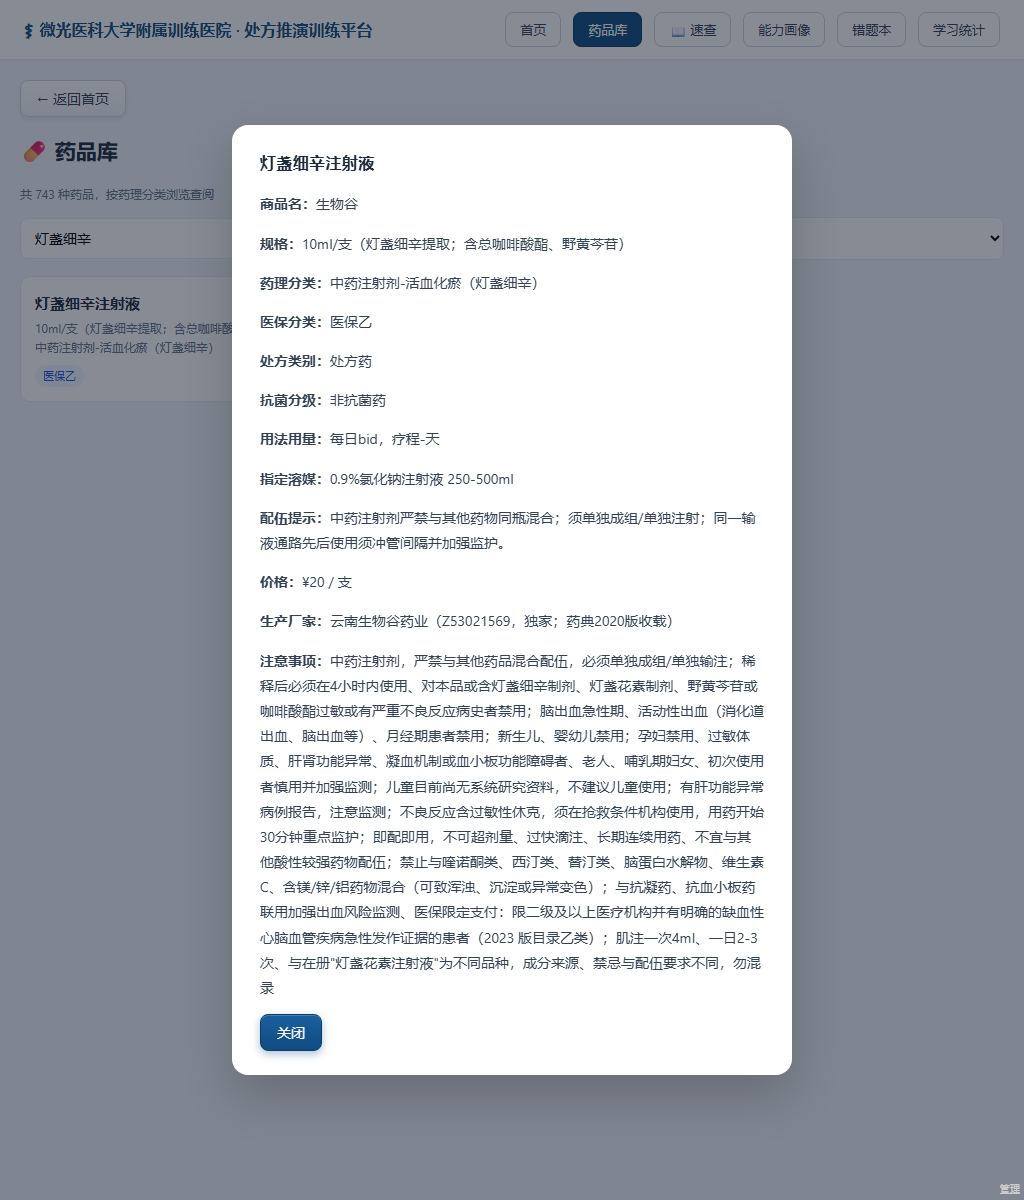 微光医科大学附属训练医院 · 处方推演训练平台
首页
药品库
速查
能力画像
错题本
学习统计
← 返回首页
药品库
共 743 种药品，按药理分类浏览查阅
灯盏细辛
灯盏细辛注射液
10ml/支（灯盏细辛提取；含总咖啡酸
中药注射剂-活血化瘀（灯盏细辛）
医保乙
灯盏细辛注射液
商品名：生物谷
规格：10ml/支（灯盏细辛提取；含总咖啡酸酯、野黄芩苷）
药理分类：中药注射剂-活血化瘀（灯盏细辛）
医保分类：医保乙
处方类别：处方药
抗菌分级：非抗菌药
用法用量：每日bid，疗程-天
指定溶媒：0.9%氯化钠注射液 250-500ml
配伍提示：中药注射剂严禁与其他药物同瓶混合；须单独成组/单独注射；同一输
液通路先后使用须冲管间隔并加强监护。
价格：¥20 / 支
生产厂家：云南生物谷药业（Z53021569，独家；药典2020版收载）
注意事项：中药注射剂，严禁与其他药品混合配伍，必须单独成组/单独输注；稀
释后必须在4小时内使用、对本品或含灯盏细辛制剂、灯盏花素制剂、野黄芩苷或
咖啡酸酯过敏或有严重不良反应病史者禁用；脑出血急性期、活动性出血（消化道
出血、脑出血等）、月经期患者禁用；新生儿、婴幼儿禁用；孕妇禁用、过敏体
质、肝肾功能异常、凝血机制或血小板功能障碍者、老人、哺乳期妇女、初次使用
者慎用并加强监测；儿童目前尚无系统研究资料，不建议儿童使用；有肝功能异常
病例报告，注意监测；不良反应含过敏性休克，须在抢救条件机构使用，用药开始
30分钟重点监护；即配即用，不可超剂量、过快滴注、长期连续用药、不宜与其
他酸性较强药物配伍；禁止与喹诺酮类、西汀类、替汀类、脑蛋白水解物、维生素
C、含镁/锌/铝药物混合（可致浑浊、沉淀或异常变色）；与抗凝药、抗血小板药
联用加强出血风险监测、医保限定支付：限二级及以上医疗机构并有明确的缺血性
心脑血管疾病急性发作证据的患者（2023 版目录乙类）；肌注一次4ml、一日2-3
次、与在册"灯盏花素注射液"为不同品种，成分来源、禁忌与配伍要求不同，勿混
录
关闭
管理